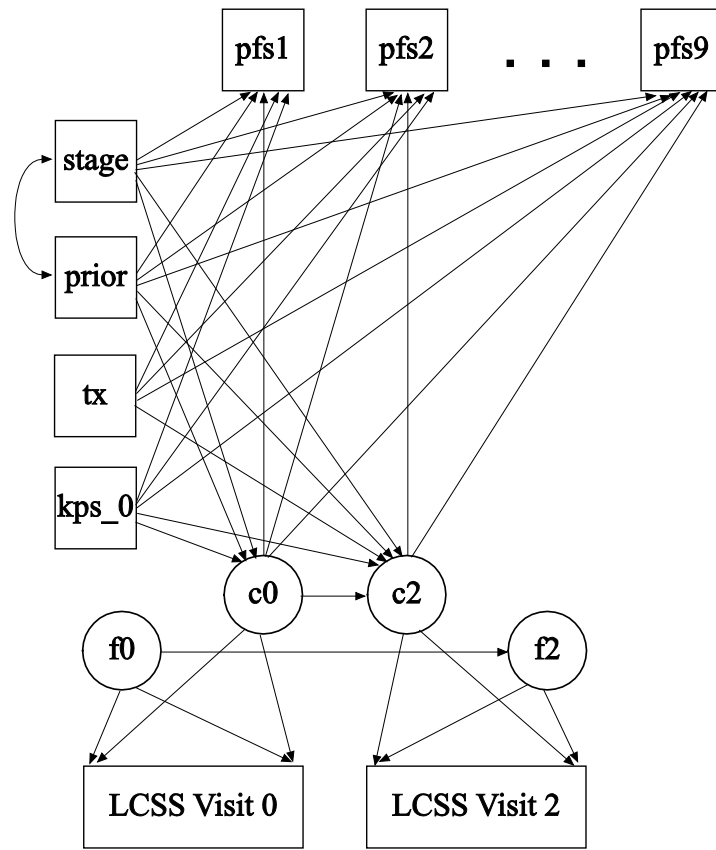 pfs1
pfs2
. . .
pfs9
stage
prior
tx
kps_0
c0
c2
f0
f2
LCSS Visit 0
LCSS Visit 2